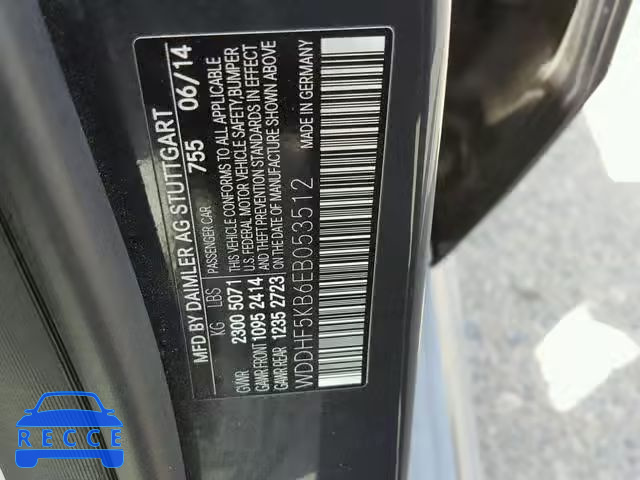 MFD BY DAIMLER AG STUTTGART
755 06/14
KG LBS PASSENGER CAR
GVWR 2300 5071 THIS VEHICLE CONFORMS TO ALL APPLICABLE
U.S. FEDERAL MOTOR VEHICLE SAFETY,BUMPER
GAWR FRONT 1095 2414 AND THEFT PREVENTION STANDARDS IN EFFECT
GAWR REAR 1235 2723 ON THE DATE OF MANUFACTURE SHOWN ABOVE
WDDHF5KB6EB053512 MADE IN GERMANY
RECCE